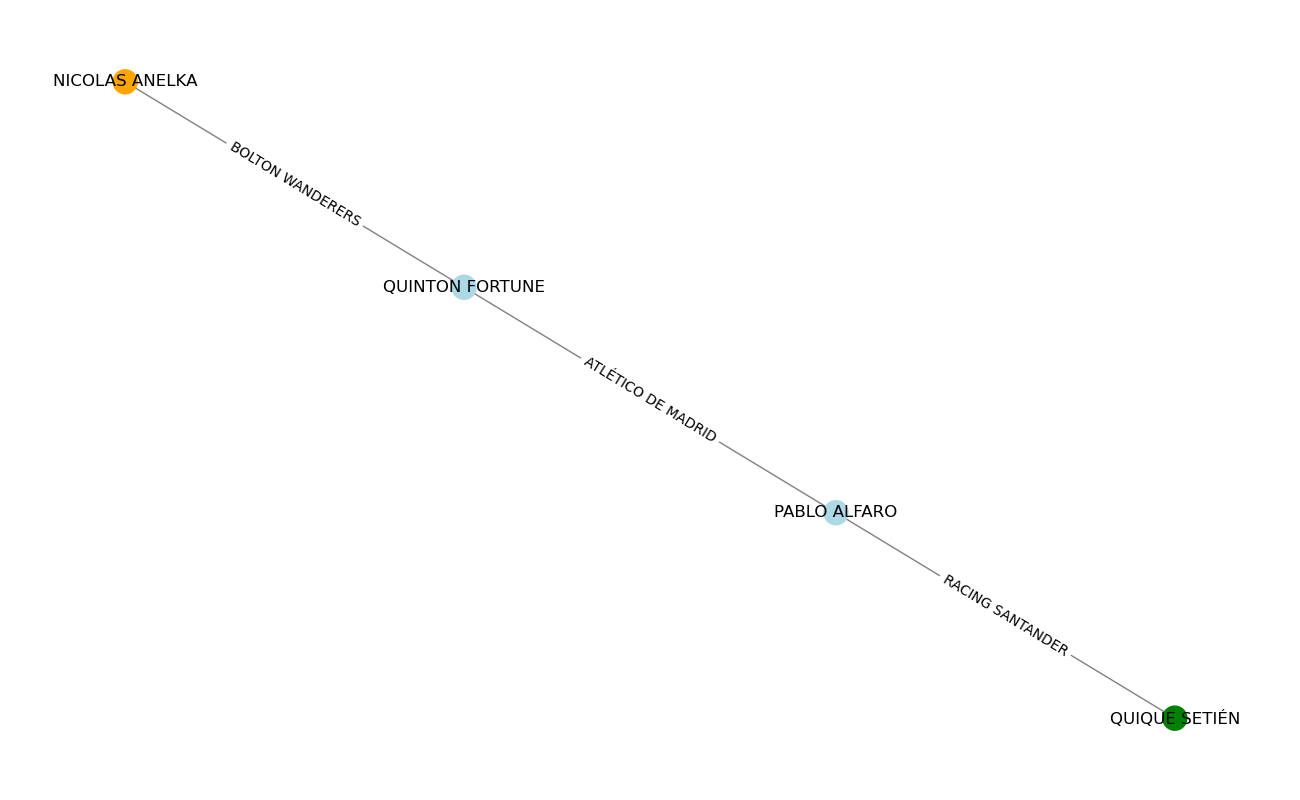 NICOLAS ANELKA
BOLTON WANDERERS
QUINTON FORTUNE
ATLÉTICO DE MADRID
PABLO ALFARO
RACING SANTANDER
QUIQUE SETIÉN